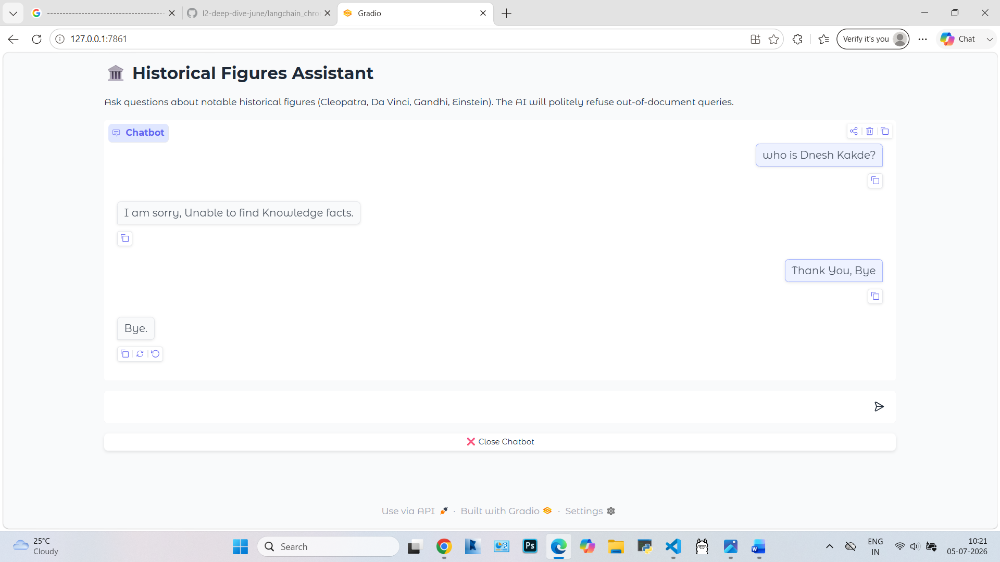 ----------------------------------------
l2-deep-dive-june/langchain_chro
Gradio
127.0.0.1:7861
Verify it's you
Chat
Historical Figures Assistant
Ask questions about notable historical figures (Cleopatra, Da Vinci, Gandhi, Einstein). The AI will politely refuse out-of-document queries.
Chatbot
who is Dnesh Kakde?
I am sorry, Unable to find Knowledge facts.
Thank You, Bye
Bye.
Close Chatbot
Use via API · Built with Gradio · Settings
25°C
Cloudy
Search
Ps
ENG
IN
10:21
05-07-2026